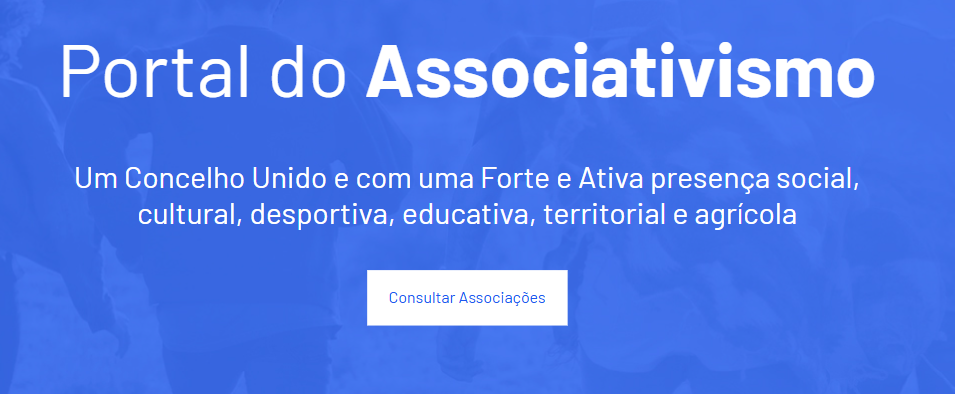 Portal do Associativismo
Um Concelho Unido e com uma Forte e Ativa presença social,
cultural, desportiva, educativa, territorial e agrícola
Consultar Associações